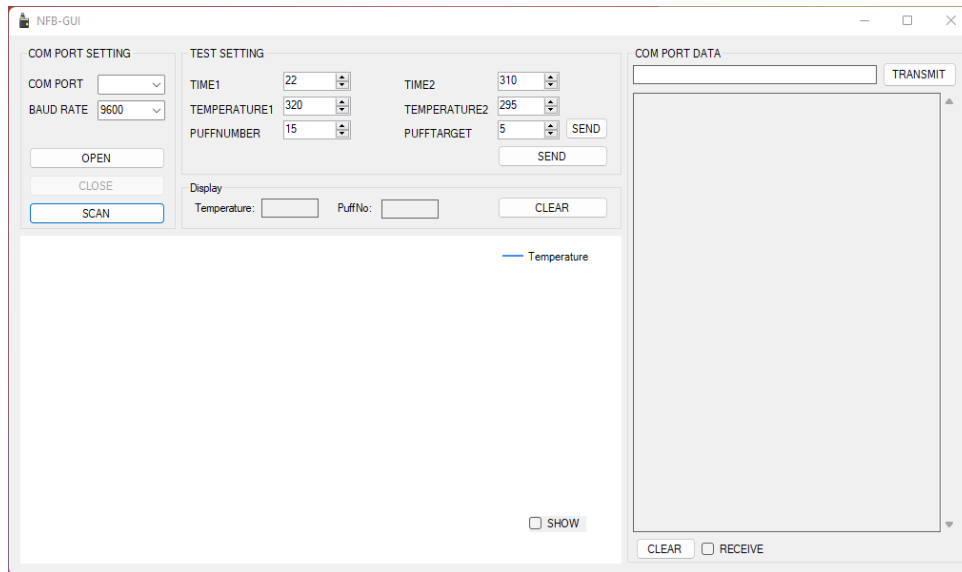 NFB-GUI
COM PORT SETTING
COM PORT
BAUD RATE 9600
OPEN
CLOSE
SCAN
TEST SETTING
TIME1 22 TIME2 310
TEMPERATURE1 320 TEMPERATURE2 295
PUFFNUMBER 15 PUFFTARGET 5 SEND
SEND
Display
Temperature: PuffNo: CLEAR
Temperature
SHOW
COM PORT DATA
TRANSMIT
CLEAR RECEIVE